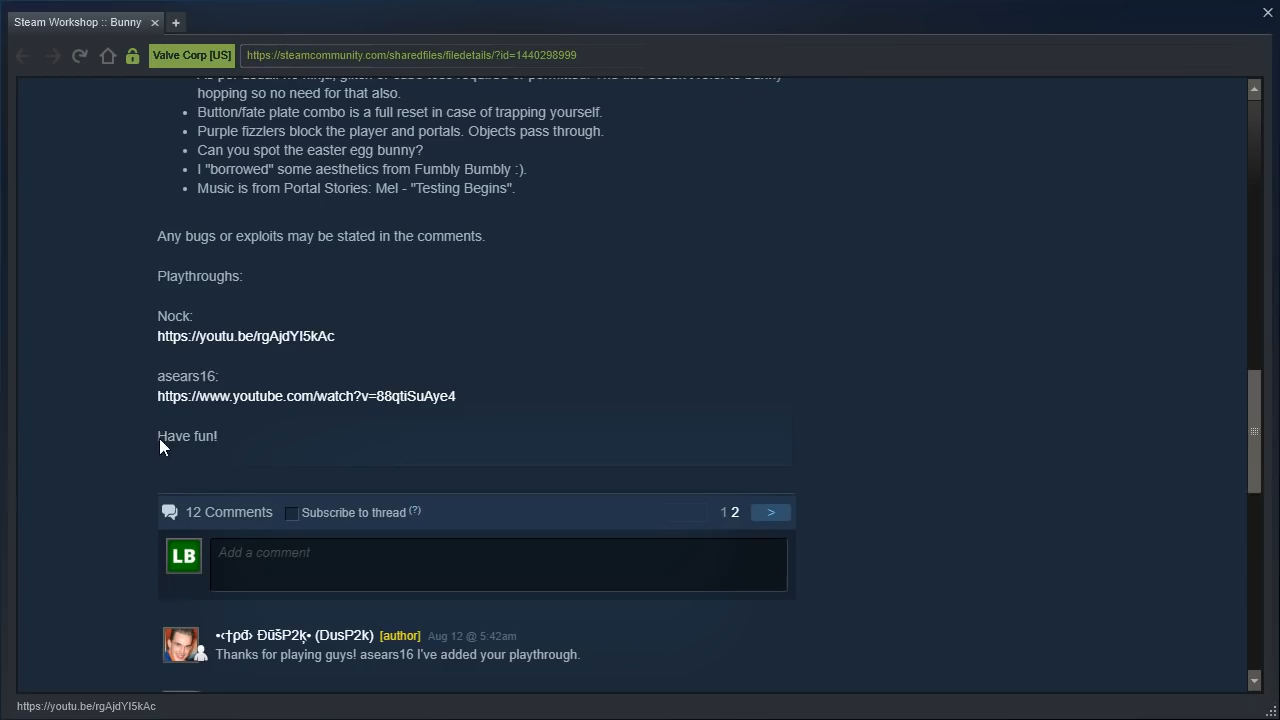 Steam Workshop :: Bunny
Valve Corp [US] https://steamcommunity.com/sharedfiles/filedetails/?id=1440298999
hopping so no need for that also.
• Button/fate plate combo is a full reset in case of trapping yourself.
• Purple fizzlers block the player and portals. Objects pass through.
• Can you spot the easter egg bunny?
• I "borrowed" some aesthetics from Fumbly Bumbly :).
• Music is from Portal Stories: Mel - "Testing Begins".
Any bugs or exploits may be stated in the comments.
Playthroughs:
Nock:
https://youtu.be/rgAjdYI5kAc
asears16:
https://www.youtube.com/watch?v=88qtiSuAye4
Have fun!
12 Comments Subscribe to thread (?) 1 2 >
LB Add a comment
•‹†ρƌ› ĐūšP2ķ• (DusP2k) [author] Aug 12 @ 5:42am
Thanks for playing guys! asears16 I've added your playthrough.
https://youtu.be/rgAjdYI5kAc